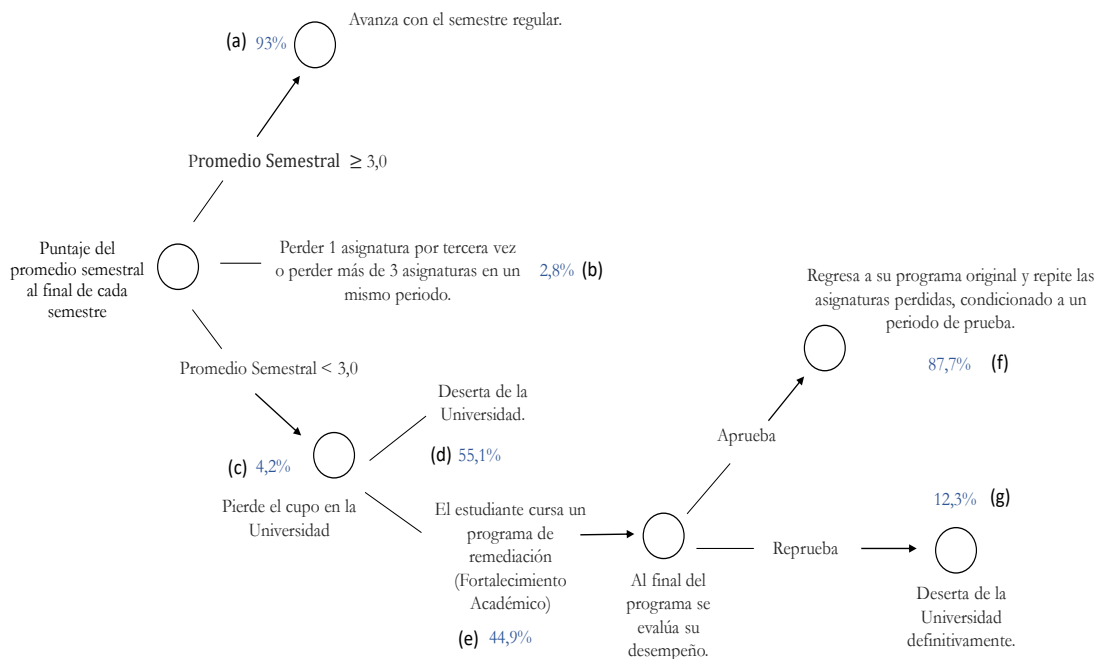 Avanza con el semestre regular.
(a) 93%
Promedio Semestral ≥ 3,0
Puntaje del
promedio semestral
al final de cada
semestre
Perder 1 asignatura por tercera vez
o perder más de 3 asignaturas en un
mismo periodo.
2,8% (b)
Regresa a su programa original y repite las
asignaturas perdidas, condicionado a un
periodo de prueba.
87,7% (f)
Promedio Semestral < 3,0
Deserta de la
Universidad.
(d) 55,1%
(c) 4,2%
Pierde el cupo en la
Universidad
El estudiante cursa un
programa de
remediación
(Fortalecimiento
Académico)
(e) 44,9%
Aprueba
Al final del
programa se
evalúa su
desempeño.
Reprueba
12,3% (g)
Deserta de la
Universidad
definitivamente.